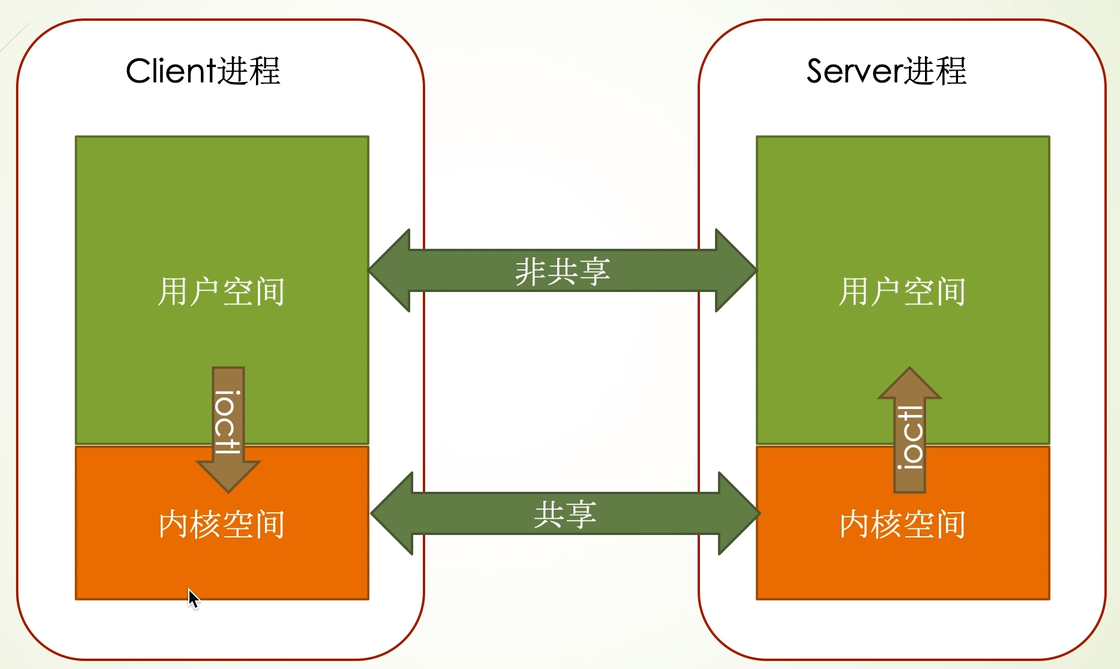 Client进程
Server进程
用户空间
非共享
用户空间
ioctl
ioctl
内核空间
共享
内核空间